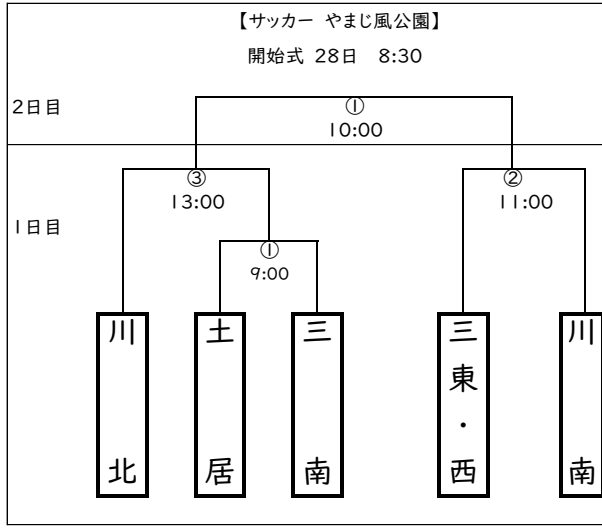 【サッカー やまじ風公園】
開始式 28日 8:30
2日目
①
10:00
③
13:00
②
11:00
1日目
①
9:00
川北
土居
三南
三東・西
川南